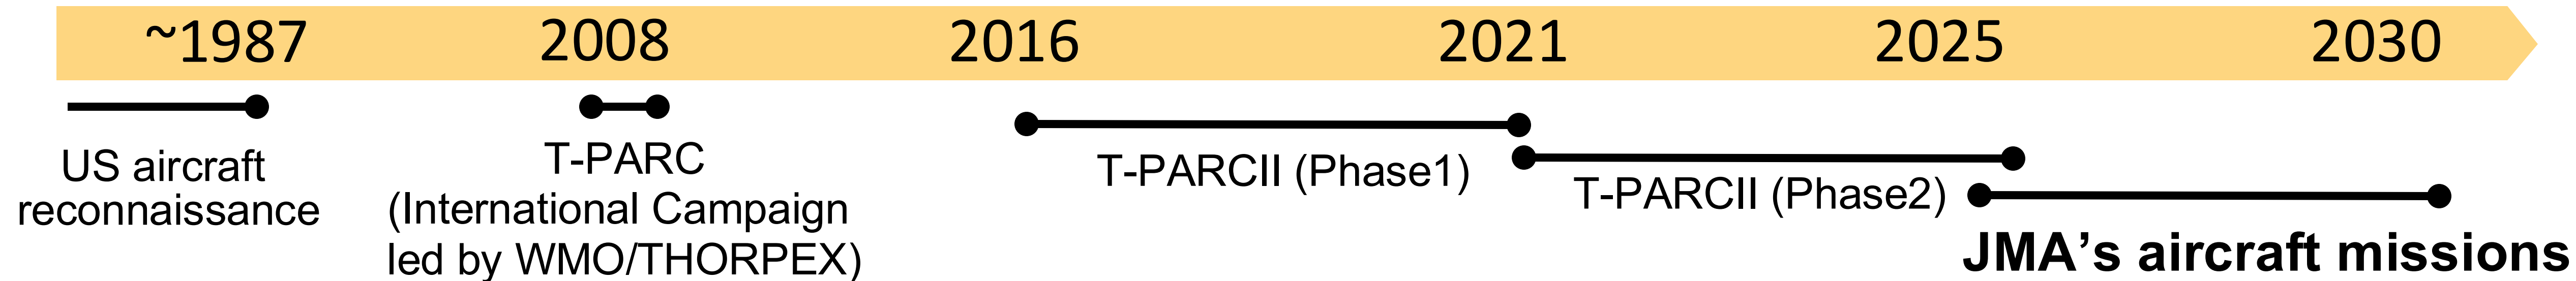 ~1987 2008 2016 2021 2025 2030
US aircraft
reconnaissance
T-PARC
(International Campaign
led by WMO/THORPEX)
T-PARCII (Phase1)
T-PARCII (Phase2)
JMA's aircraft missions